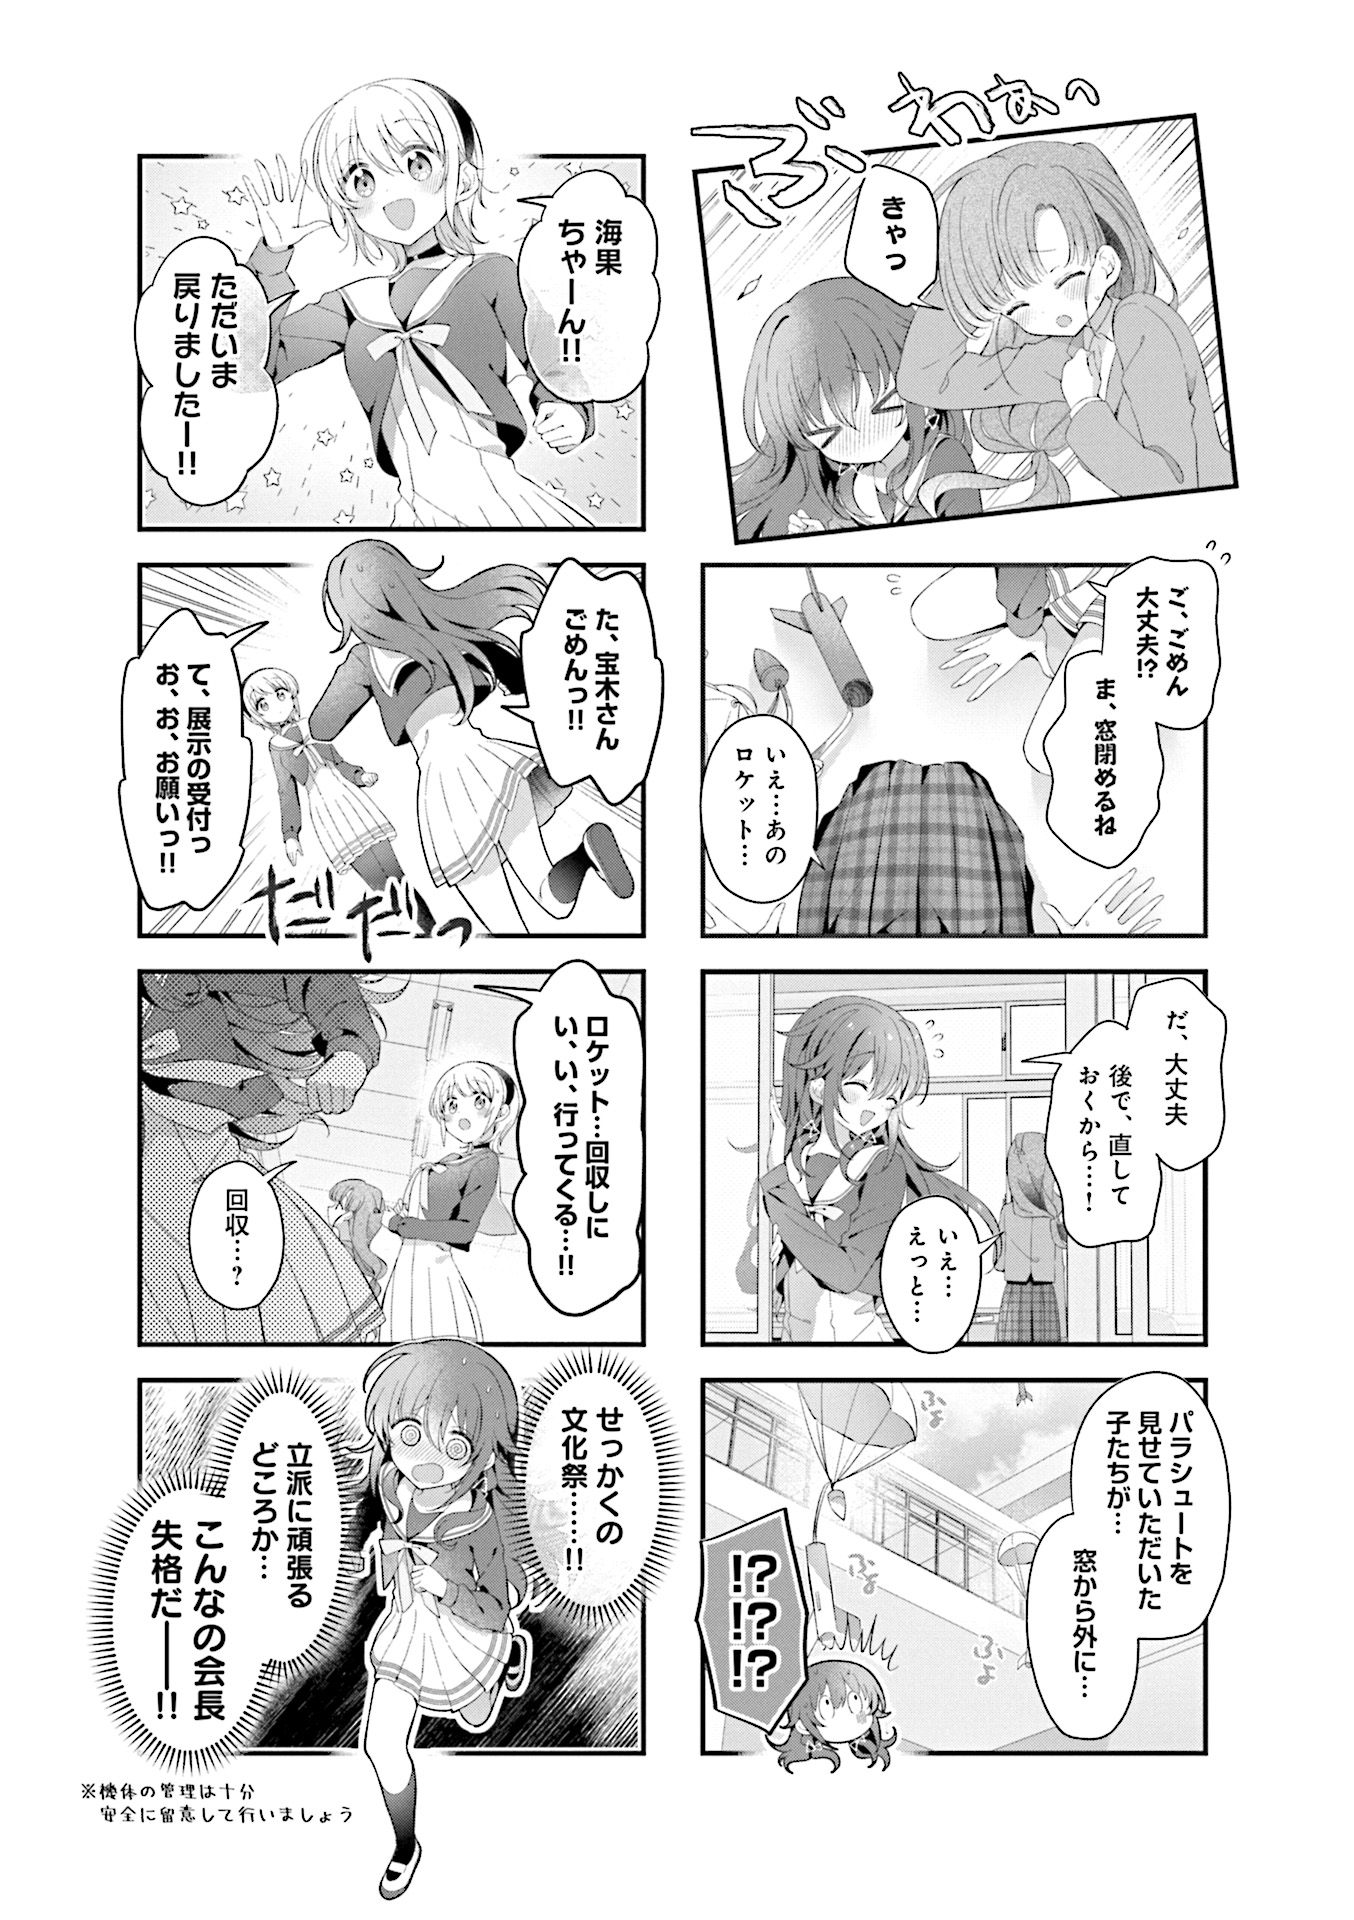 ぶわぁっ
きゃっ
ご、ごめん
大丈夫!?
ま、窓閉めるね
いえ…あの
ロケット…
だ、大丈夫
後で、直して
おくから…！
いえ…
えっと…
パラシュートを
見せていただいた
子たちが…
窓から外に…
ふよ
ふよ
ふよ
!?
!?
!?
海果
ちゃーん!!
ただいま
戻りましたー!!
た、宝木さん
ごめんっ!!
て、展示の受付っ
お、お、お願いっ!!
だだだっ
ロケット…回収しに
い、い、行ってくる…!!
回収…？
せっかくの
文化祭……!!
立派に頑張る
どころか…
こんなの会長
失格だ――!!
※機体の管理は十分
安全に留意して行いましょう